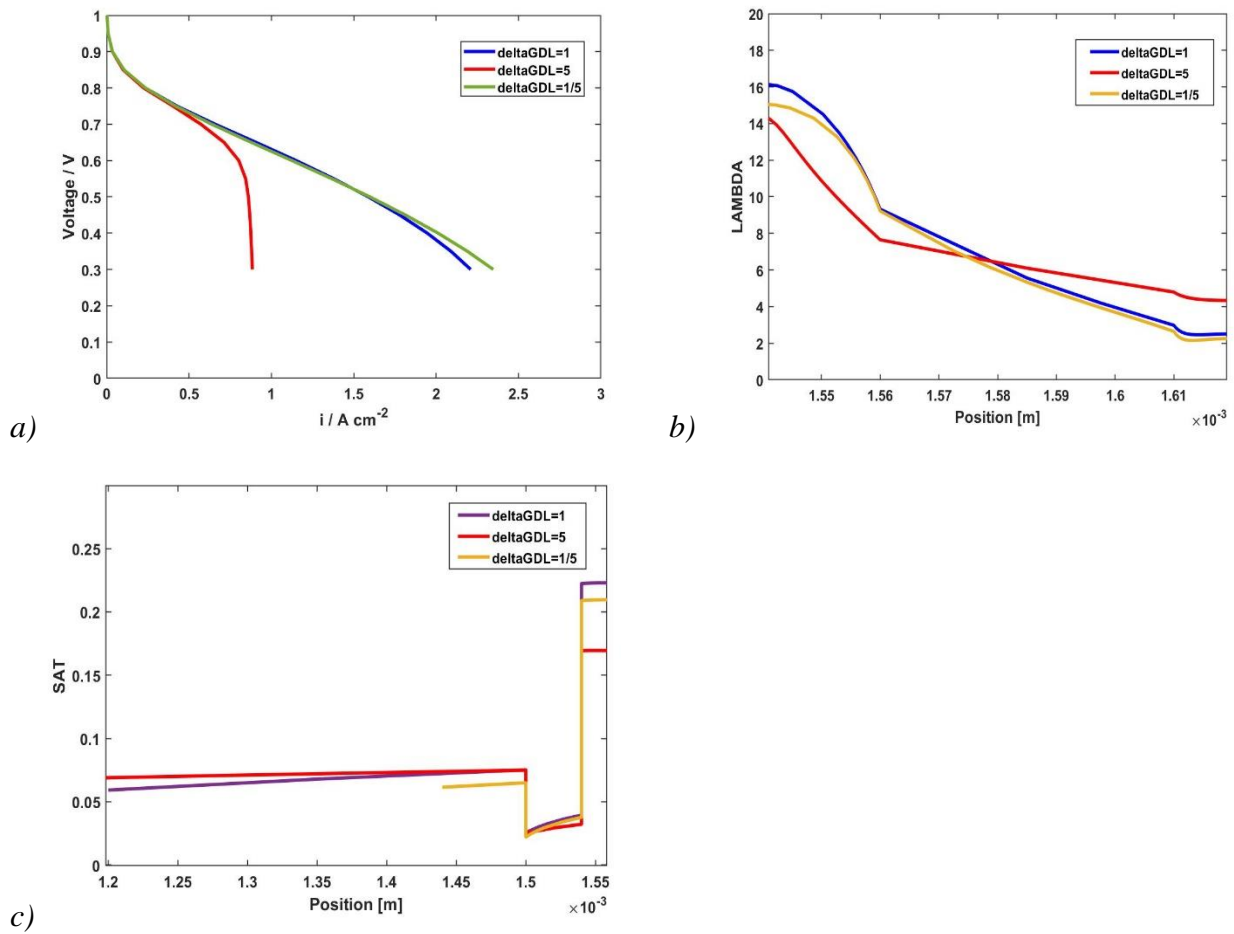 deltaGDL=1
deltaGDL=5
deltaGDL=1/5
Voltage / V
1
0.9
0.8
0.7
0.6
0.5
0.4
0.3
0.2
0.1
0
0 0.5 1 1.5 2 2.5 3
i / A cm-2
a)
deltaGDL=1
deltaGDL=5
deltaGDL=1/5
LAMBDA
20
18
16
14
12
10
8
6
4
2
0
1.55 1.56 1.57 1.58 1.59 1.6 1.61
Position [m]
×10-3
b)
deltaGDL=1
deltaGDL=5
deltaGDL=1/5
SAT
0.25
0.2
0.15
0.1
0.05
0
1.2 1.25 1.3 1.35 1.4 1.45 1.5 1.55
Position [m]
×10-3
c)